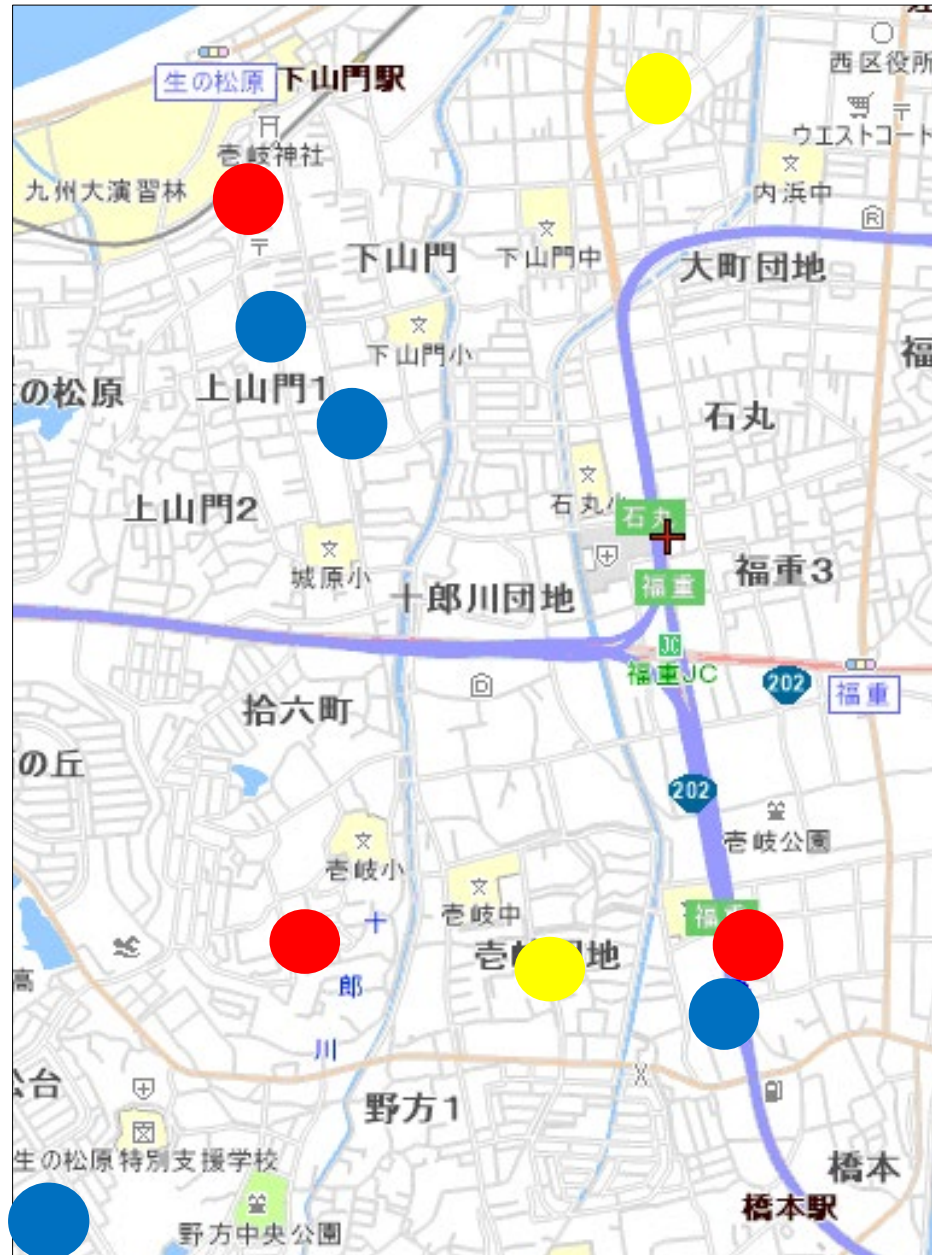 生の松原
下山門駅
西区役所
壱岐神社
ウエストコート
九州大演習林
内浜中
下山門
下山門中
大町団地
下山門小
の松原
上山門1
石丸
石丸小
上山門2
石丸
城原小
十郎川団地
福重
福重3
JC
福重JC
202
福重
拾六町
の丘
202
壱岐公園
壱岐小
壱岐中
十
郎
川
野方1
生の松原特別支援学校
橋本
橋本駅
野方中央公園